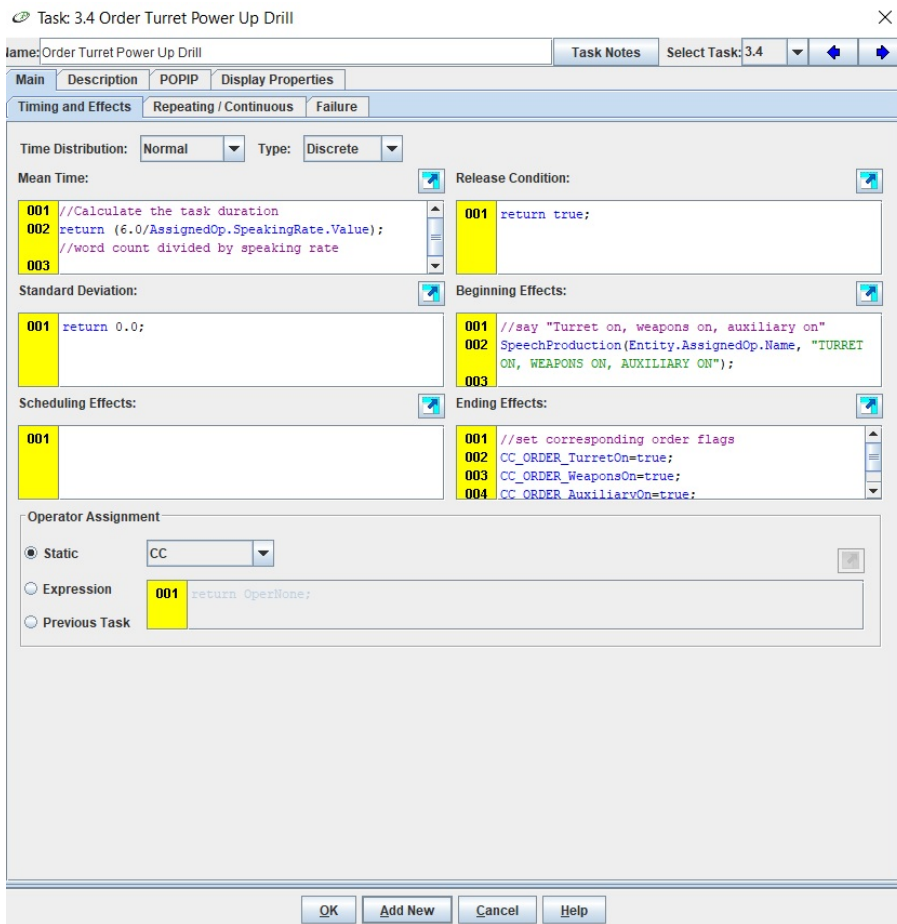 Task: 3.4 Order Turret Power Up Drill
Name: Order Turret Power Up Drill Task Notes Select Task: 3.4
Main Description POPIP Display Properties
Timing and Effects Repeating / Continuous Failure
Time Distribution: Normal Type: Discrete
Mean Time:
001 //Calculate the task duration
002 return (6.0/AssignedOp.SpeakingRate.Value);
//word count divided by speaking rate
003
Release Condition:
001 return true;
Standard Deviation:
001 return 0.0;
Beginning Effects:
001 //say "Turret on, weapons on, auxiliary on"
002 SpeechProduction(Entity.AssignedOp.Name, "TURRET
ON, WEAPONS ON, AUXILIARY ON");
003
Scheduling Effects:
001
Ending Effects:
001 //set corresponding order flags
002 CC_ORDER_TurretOn=true;
003 CC_ORDER_WeaponsOn=true;
004 CC_ORDER_AuxiliaryOn=true;
Operator Assignment
Static CC
Expression 001 return OperNone;
Previous Task
OK Add New Cancel Help